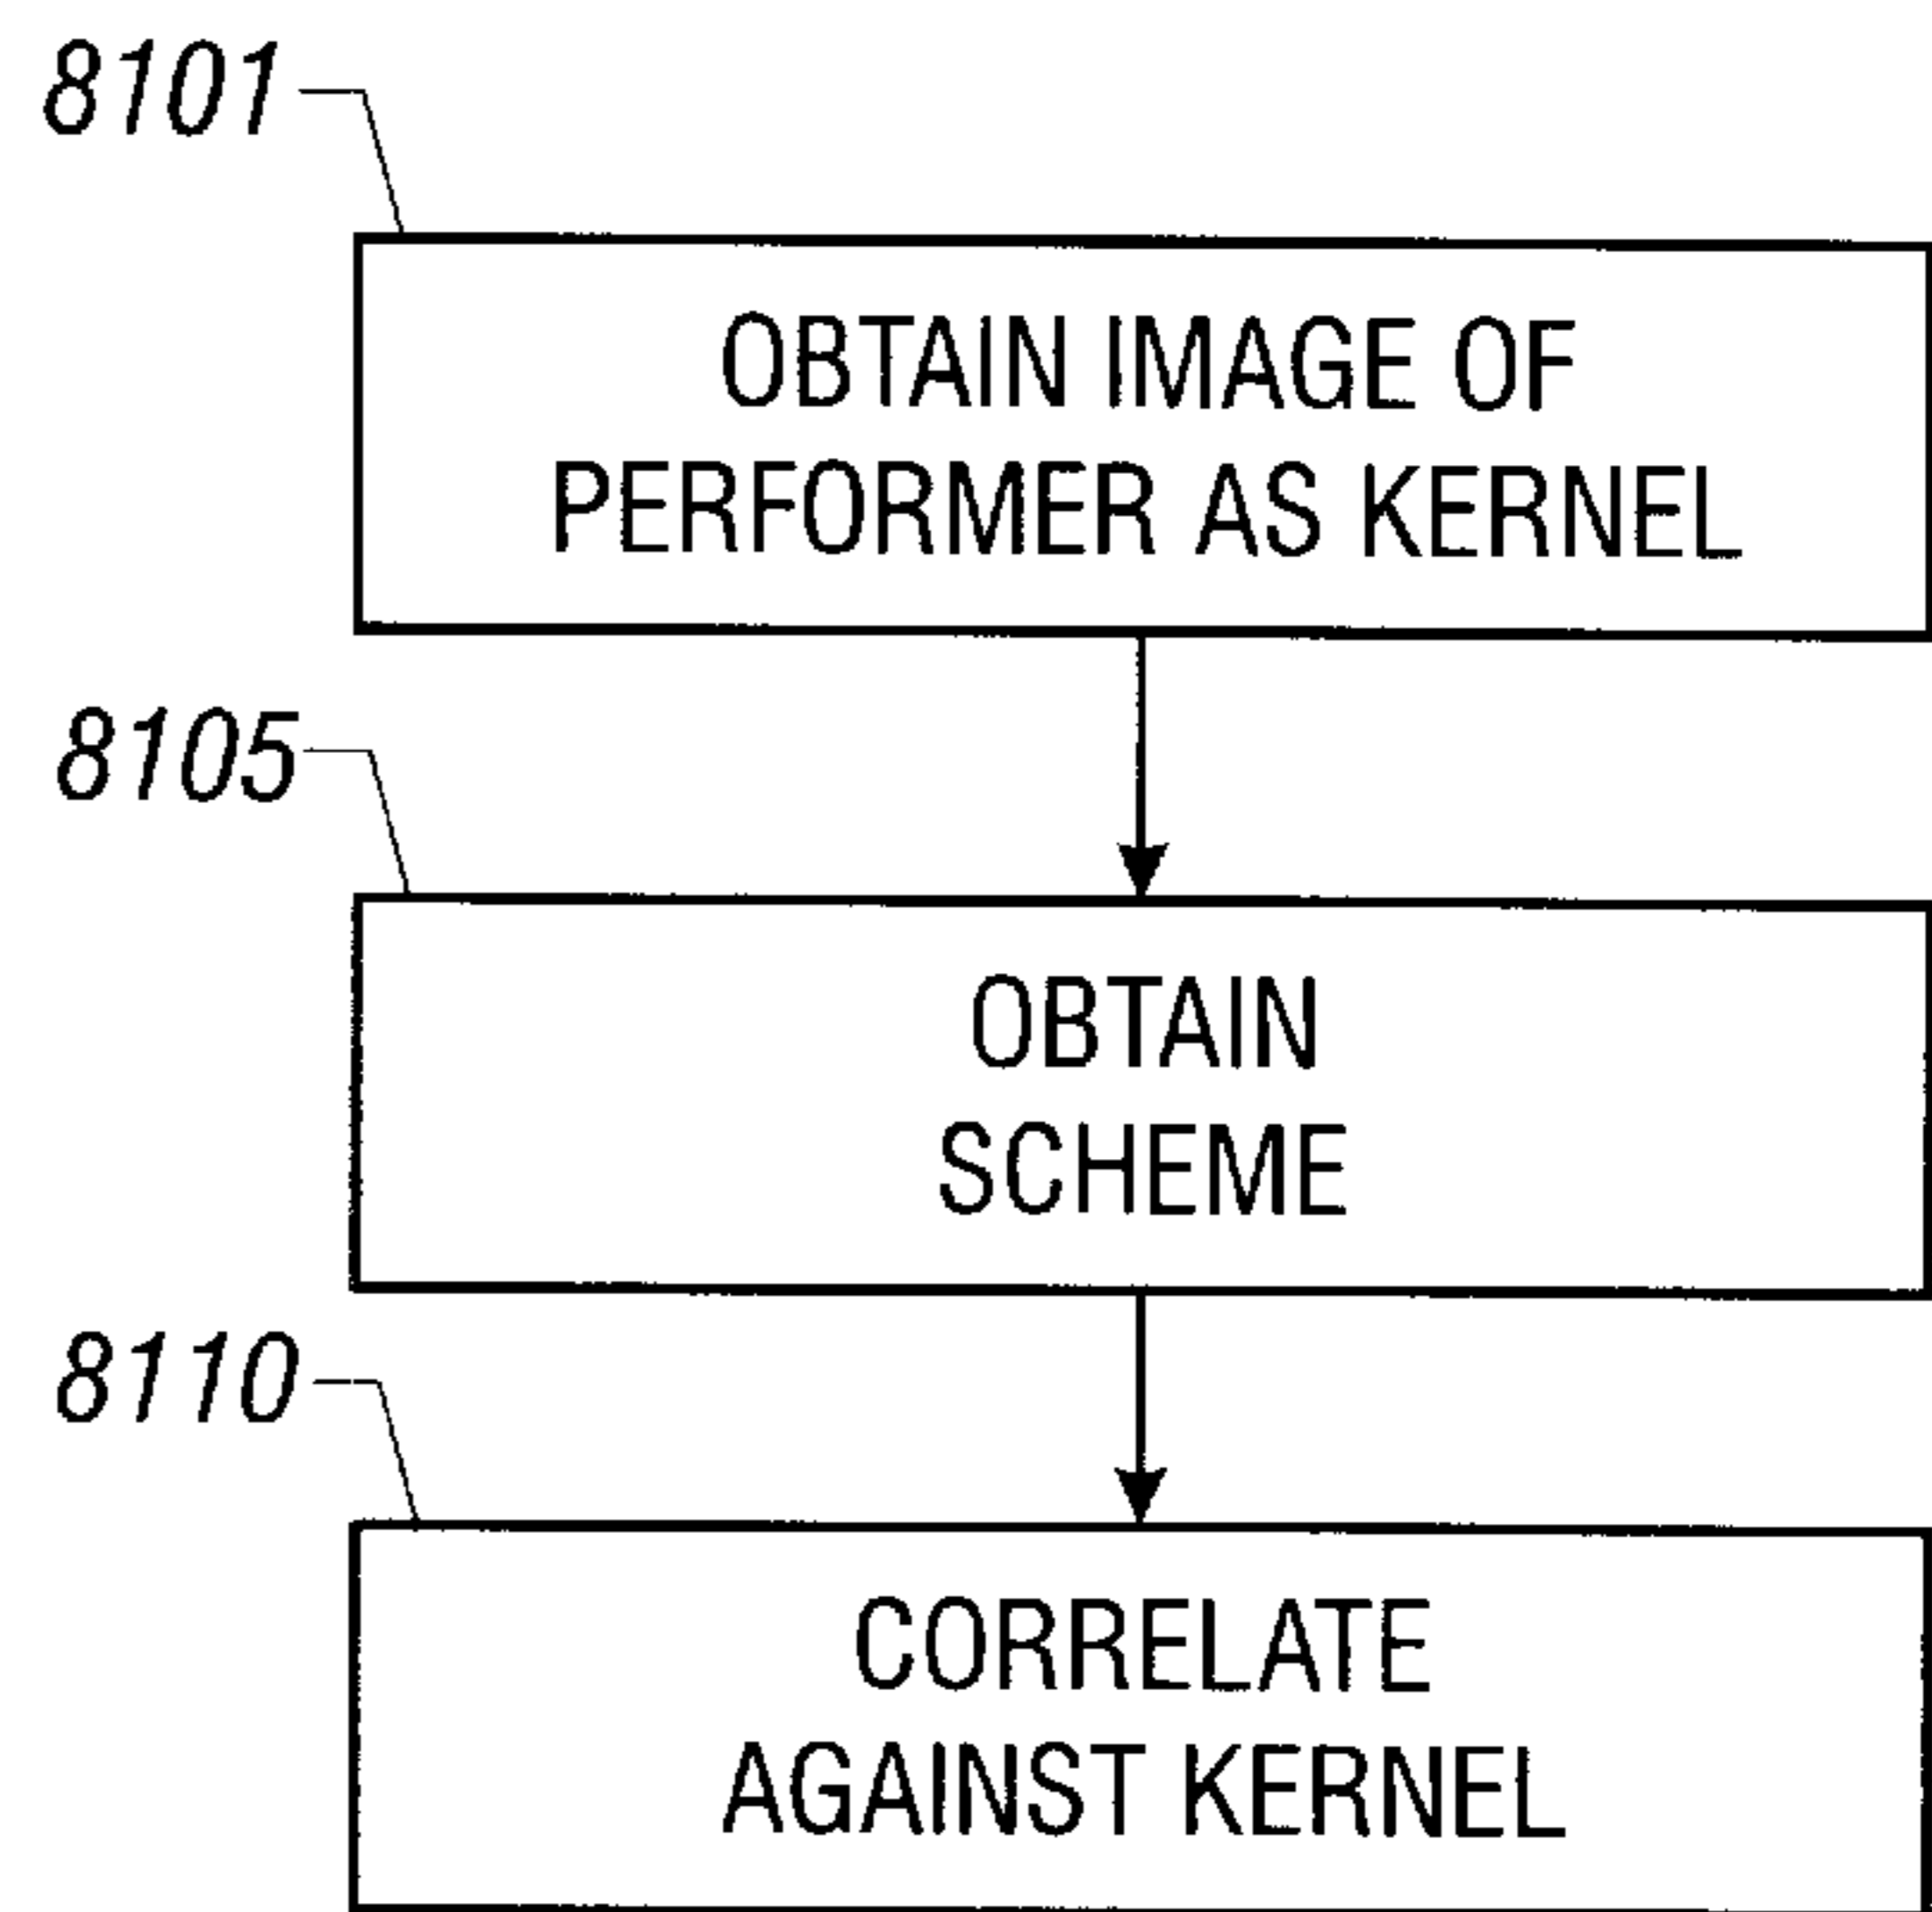 8101
OBTAIN IMAGE OF
PERFORMER AS KERNEL
8105
OBTAIN
SCHEME
8110
CORRELATE
AGAINST KERNEL